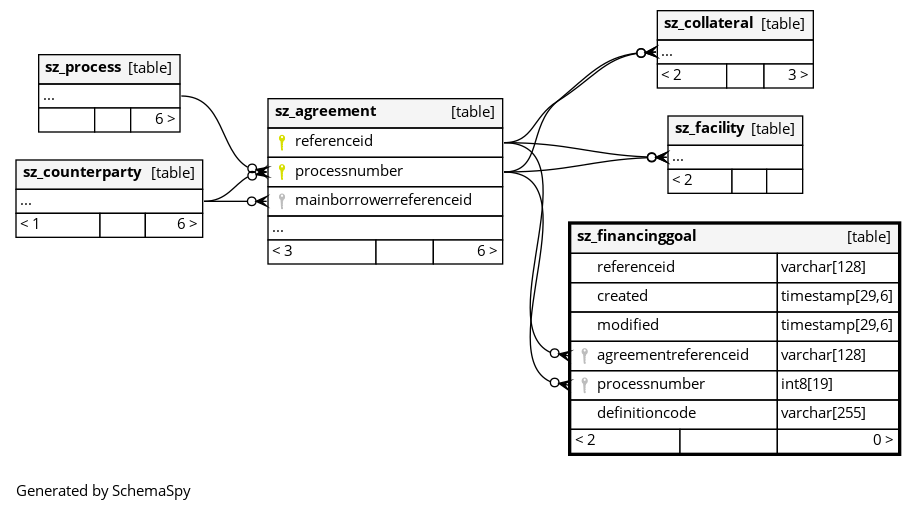 sz_process [table]
...
6 >
sz_counterparty [table]
...
< 1 6 >
sz_agreement [table]
referenceid
processnumber
mainborrowerreferenceid
...
< 3 6 >
sz_collateral [table]
...
< 2 3 >
sz_facility [table]
...
< 2
sz_financinggoal [table]
referenceid varchar[128]
created timestamp[29,6]
modified timestamp[29,6]
agreementreferenceid varchar[128]
processnumber int8[19]
definitioncode varchar[255]
< 2 0 >
Generated by SchemaSpy